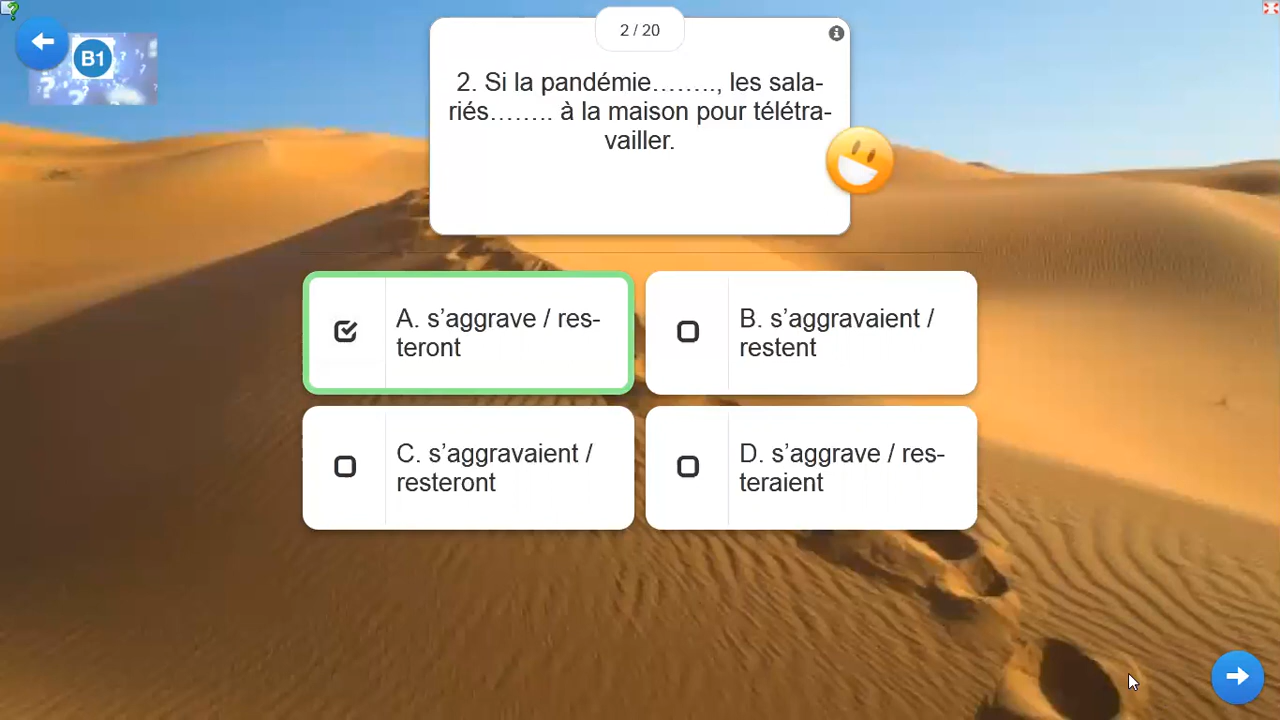 B1
2 / 20
2. Si la pandémie…….., les sala-
riés…….. à la maison pour télétra-
vailler.
A. s’aggrave / res-
teront
B. s’aggravaient /
restent
C. s’aggravaient /
resteront
D. s’aggrave / res-
teraient